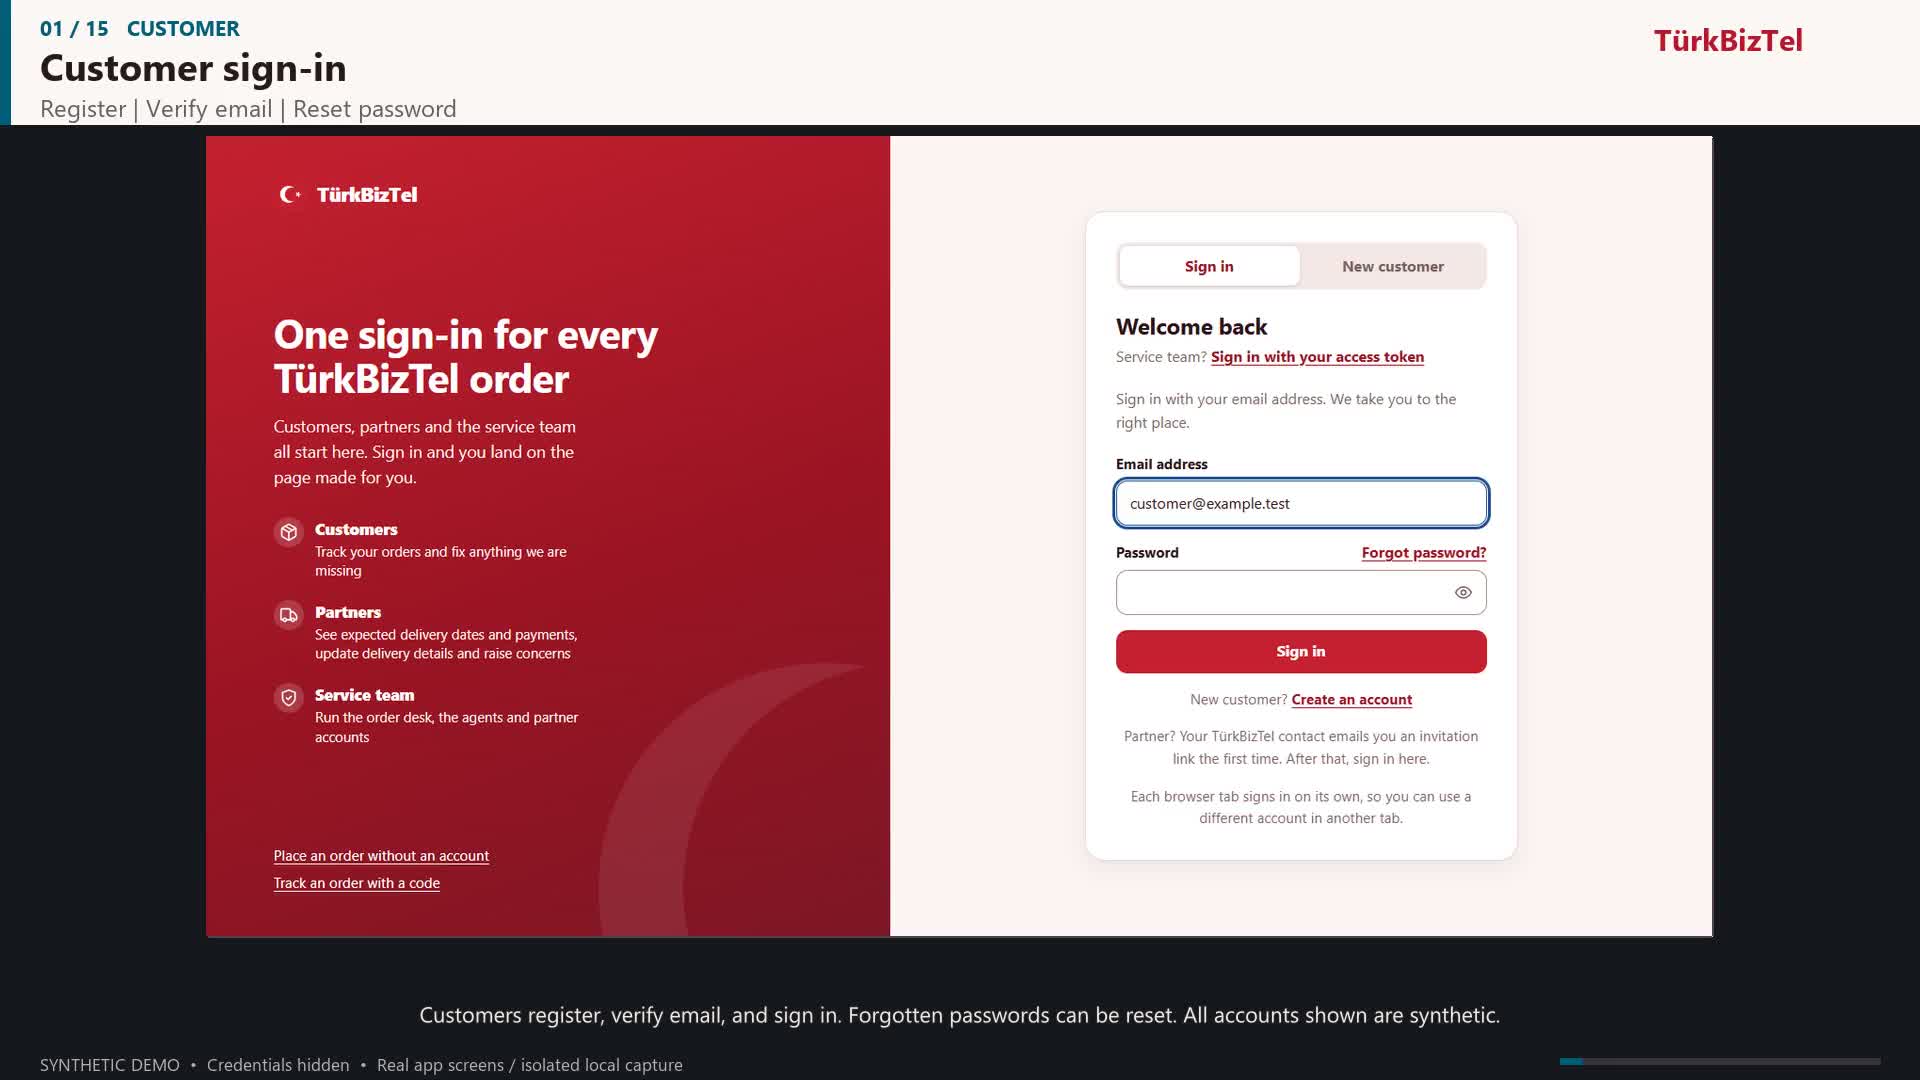 01 / 15 CUSTOMER
Customer sign-in
Register | Verify email | Reset password
TürkBizTel
TürkBizTel
One sign-in for every
TürkBizTel order
Customers, partners and the service team
all start here. Sign in and you land on the
page made for you.
Customers
Track your orders and fix anything we are
missing
Partners
See expected delivery dates and payments,
update delivery details and raise concerns
Service team
Run the order desk, the agents and partner
accounts
Place an order without an account
Track an order with a code
Sign in
New customer
Welcome back
Service team? Sign in with your access token
Sign in with your email address. We take you to the
right place.
Email address
customer@example.test
Password
Forgot password?
Sign in
New customer? Create an account
Partner? Your TürkBizTel contact emails you an invitation
link the first time. After that, sign in here.
Each browser tab signs in on its own, so you can use a
different account in another tab.
Customers register, verify email, and sign in. Forgotten passwords can be reset. All accounts shown are synthetic.
SYNTHETIC DEMO • Credentials hidden • Real app screens / isolated local capture